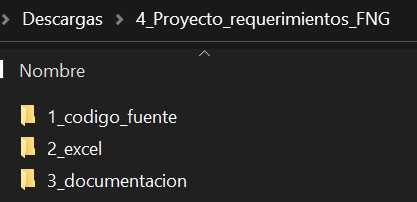 Descargas > 4_Proyecto_requerimientos_FNG
Nombre
1_codigo_fuente
2_excel
3_documentacion